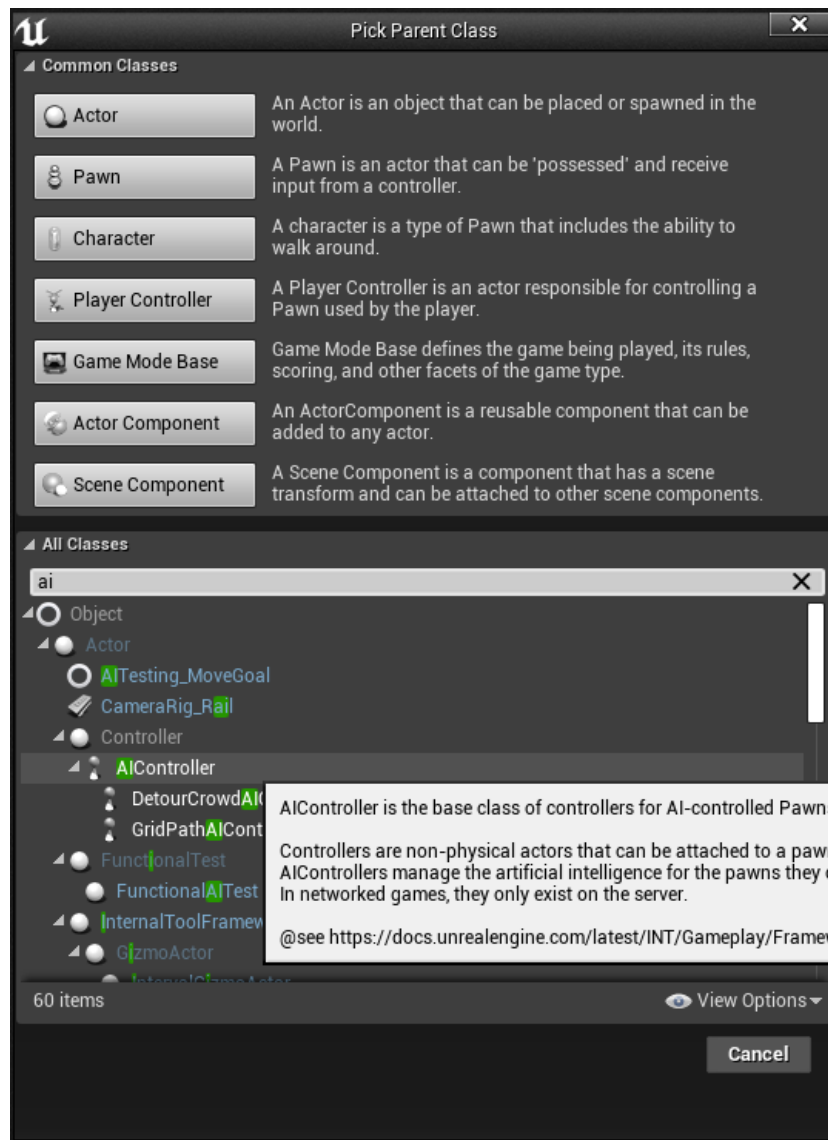 Pick Parent Class
Common Classes
Actor
An Actor is an object that can be placed or spawned in the
world.
Pawn
A Pawn is an actor that can be 'possessed' and receive
input from a controller.
Character
A character is a type of Pawn that includes the ability to
walk around.
Player Controller
A Player Controller is an actor responsible for controlling a
Pawn used by the player.
Game Mode Base
Game Mode Base defines the game being played, its rules,
scoring, and other facets of the game type.
Actor Component
An ActorComponent is a reusable component that can be
added to any actor.
Scene Component
A Scene Component is a component that has a scene
transform and can be attached to other scene components.
All Classes
ai
Object
Actor
AITesting_MoveGoal
CameraRig_Rail
Controller
AIController
DetourCrowdAIC
GridPathAICont
FunctionalTest
FunctionalAITest
InternalToolFramew
GizmoActor
IntervalGizmoActor
AIController is the base class of controllers for AI-controlled Pawns
Controllers are non-physical actors that can be attached to a paw
AIControllers manage the artificial intelligence for the pawns they
In networked games, they only exist on the server.
@see https://docs.unrealengine.com/latest/INT/Gameplay/Framew
60 items
View Options
Cancel